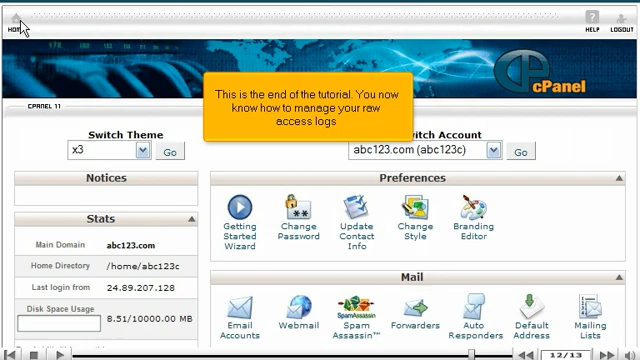 HOME
HELP
LOGOUT
cPanel
This is the end of the tutorial. You now
know how to manage your raw
access logs
CPANEL 11
Switch Theme
x3
Go
witch Account
abc123.com (abc123c)
Go
Notices
Stats
Main Domain
abc123.com
Home Directory
/home/abc123c
Last login from
24.89.207.128
Disk Space Usage
8.51/10000.00 MB
Preferences
Getting
Started
Wizard
Change
Password
Update
Contact
Info
Change
Style
Branding
Editor
Mail
Email
Accounts
Webmail
SpamAssassin
Spam
Assassin™
Forwarders
Auto
Responders
Default
Address
Mailing
Lists
12/13